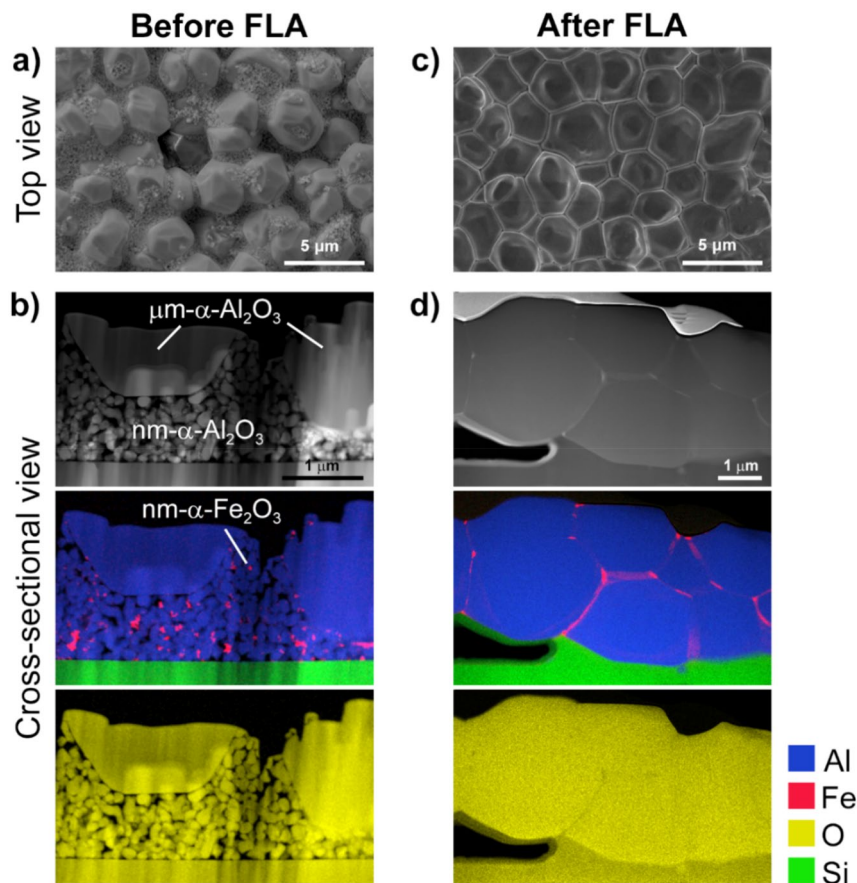 Before FLA
After FLA
Top view
a)
5 µm
c)
5 µm
Cross-sectional view
b)
μm-α-Al₂O₃
nm-α-Al₂O₃
1 μm
nm-α-Fe₂O₃
d)
1 μm
Al
Fe
O
Si